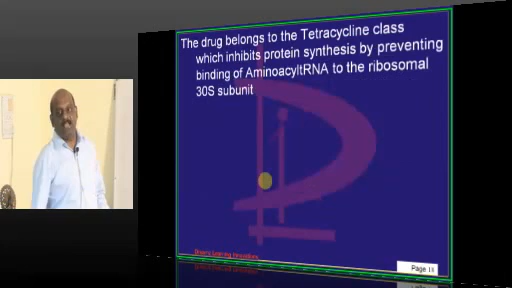 The drug belongs to the Tetracycline class
which inhibits protein synthesis by preventing
binding of AminoacyltRNA to the ribosomal
30S subunit
Page 13